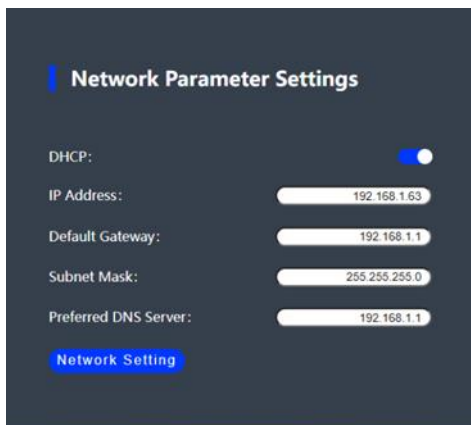 Network Parameter Settings
DHCP:
IP Address: 192.168.1.63
Default Gateway: 192.168.1.1
Subnet Mask: 255.255.255.0
Preferred DNS Server: 192.168.1.1
Network Setting